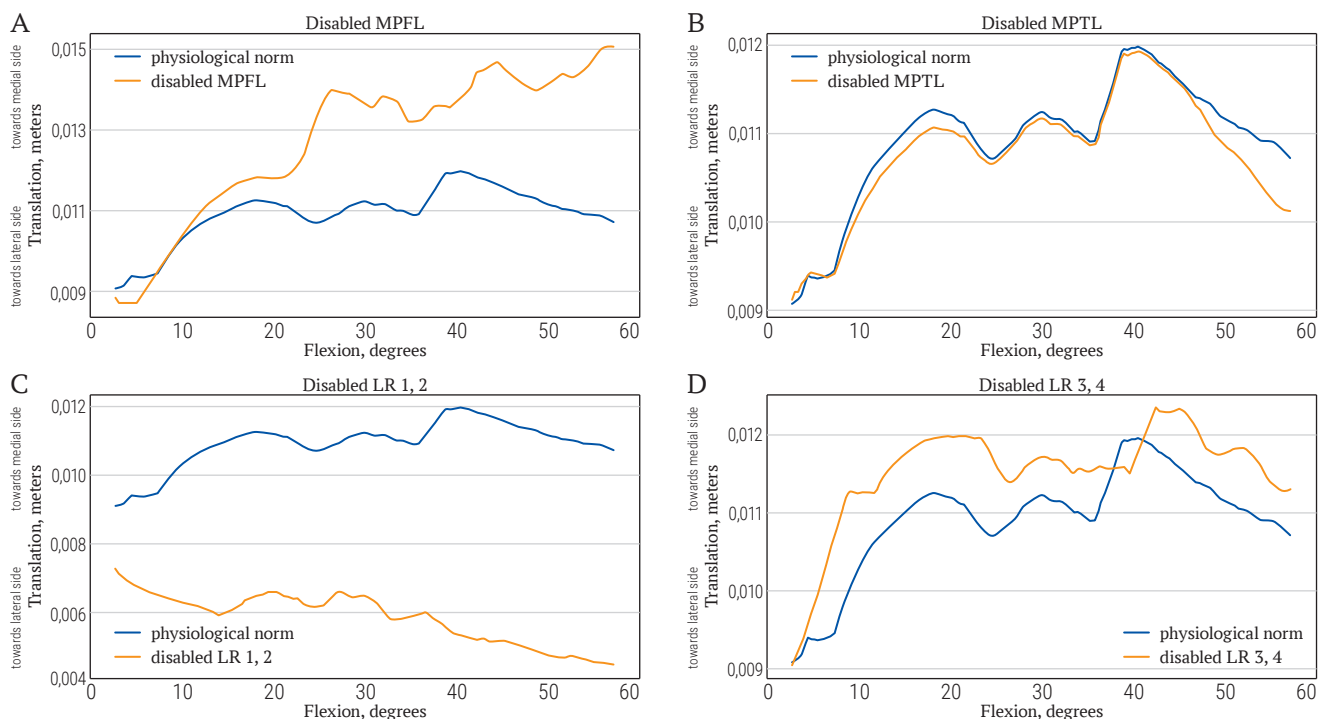 A
Disabled MPFL
towards medial side
towards lateral side
Translation, meters
0,015
0,013
0,011
0,009
physiological norm
disabled MPFL
0 10 20 30 40 50 60
Flexion, degrees
B
Disabled MPTL
towards medial side
towards lateral side
Translation, meters
0,012
0,011
0,010
0,009
physiological norm
disabled MPTL
0 10 20 30 40 50 60
Flexion, degrees
C
Disabled LR 1, 2
towards medial side
towards lateral side
Translation, meters
0,012
0,010
0,008
0,006
0,004
physiological norm
disabled LR 1, 2
0 10 20 30 40 50 60
Flexion, degrees
D
Disabled LR 3, 4
towards medial side
towards lateral side
Translation, meters
0,012
0,011
0,010
0,009
physiological norm
disabled LR 3, 4
0 10 20 30 40 50 60
Flexion, degrees